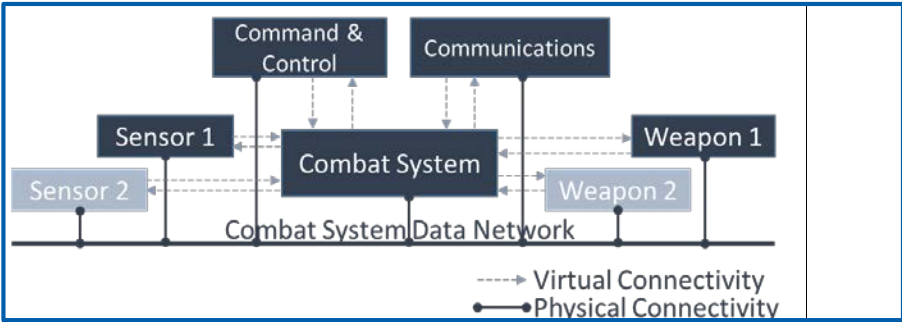 Command &
Control
Communications
Sensor 1
Combat System
Weapon 1
Sensor 2
Weapon 2
Combat System Data Network
Virtual Connectivity
Physical Connectivity